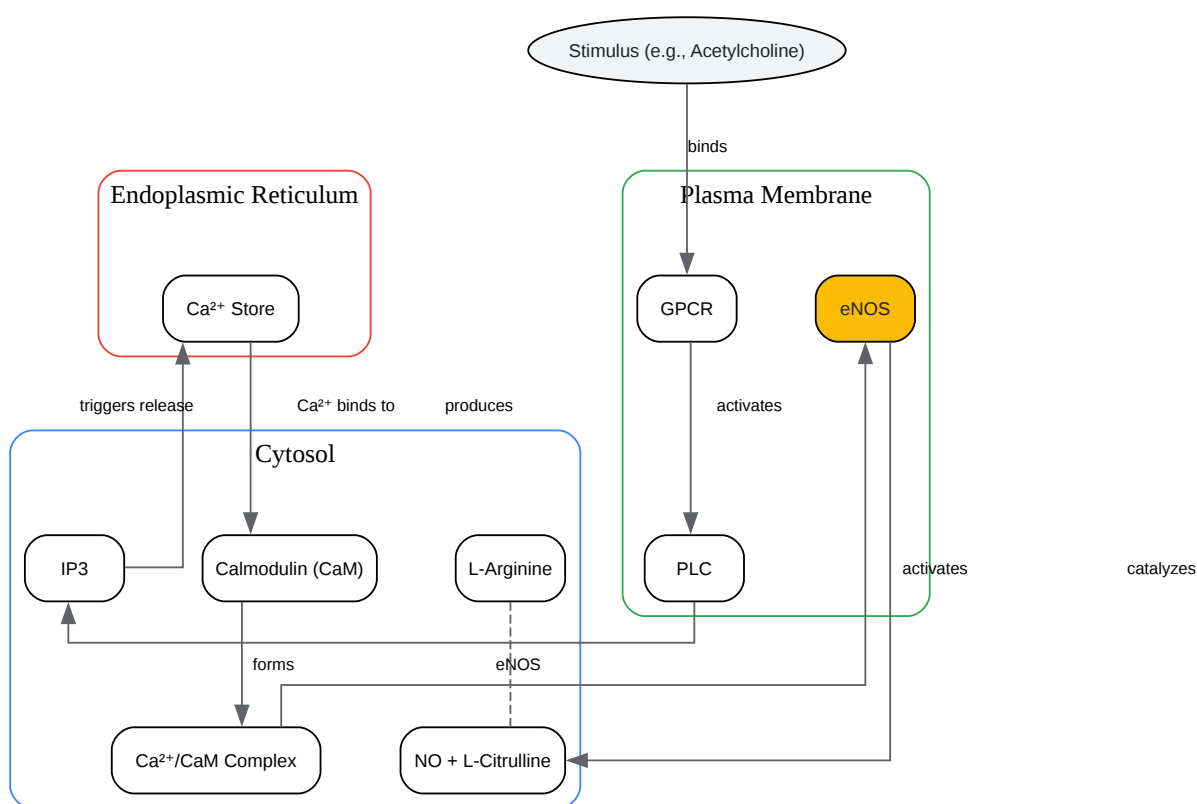 Stimulus (e.g., Acetylcholine)
binds
Endoplasmic Reticulum
Plasma Membrane
Ca²⁺ Store
GPCR
eNOS
triggers release
Ca²⁺ binds to
produces
activates
Cytosol
IP3
Calmodulin (CaM)
L-Arginine
PLC
activates
catalyzes
forms
eNOS
Ca²⁺/CaM Complex
NO + L-Citrulline